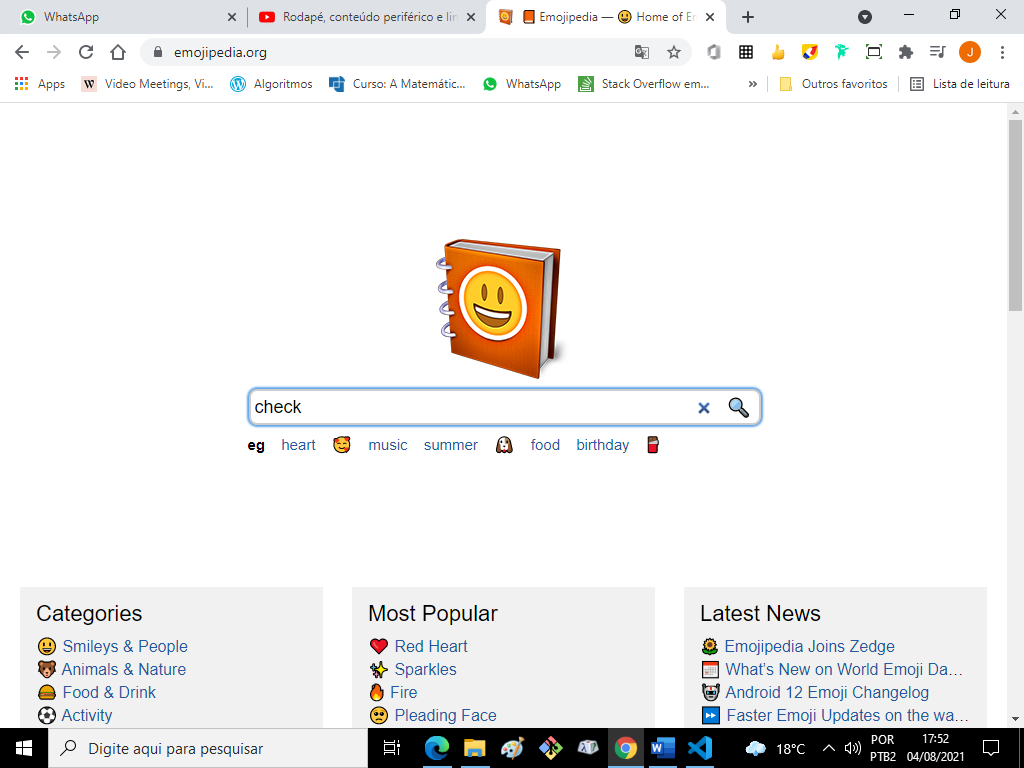 WhatsApp
Rodapé, conteúdo periférico e lin
Emojipedia — 😃 Home of E
emojipedia.org
Apps
Video Meetings, Vi...
Algoritmos
Curso: A Matemátic...
WhatsApp
Stack Overflow em...
»
Outros favoritos
Lista de leitura
check
eg heart 🥰 music summer 🐶 food birthday
Categories
Smileys & People
Animals & Nature
Food & Drink
Activity
Most Popular
Red Heart
Sparkles
Fire
Pleading Face
Latest News
Emojipedia Joins Zedge
What's New on World Emoji Da...
Android 12 Emoji Changelog
Faster Emoji Updates on the wa...
Digite aqui para pesquisar
18°C
POR
PTB2
17:52
04/08/2021